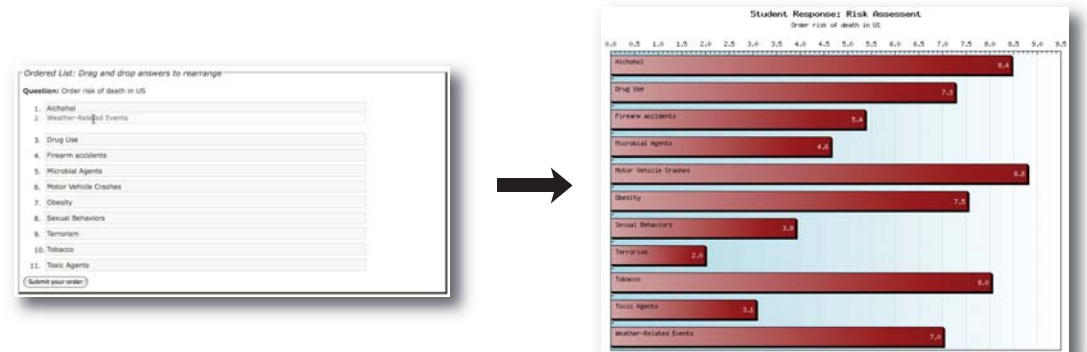 Ordered List: Drag and drop answers to rearrange
Question: Order risk of death in US
1. Alchohol
2. Weather-Related Events
3. Drug Use
4. Firearm accidents
5. Microbial Agents
6. Motor Vehicle Crashes
7. Obesity
8. Sexual Behaviors
9. Terrorism
10. Tobacco
11. Toxic Agents
Submit your order
Student Response: Risk Assessent
Order risk of death in US
0.0 0.5 1.0 1.5 2.0 2.5 3.0 3.5 4.0 4.5 5.0 5.5 6.0 6.5 7.0 7.5 8.0 8.5 9.0 9.5
Alchohol 8.4
Drug Use 7.3
Firearm accidents 5.4
Microbial Agents 4.6
Motor Vehicle Crashes 8.8
Obesity 7.5
Sexual Behaviors 3.9
Terrorism 2.0
Tobacco 8.0
Toxic Agents 3.1
Weather-Related Events 7.0